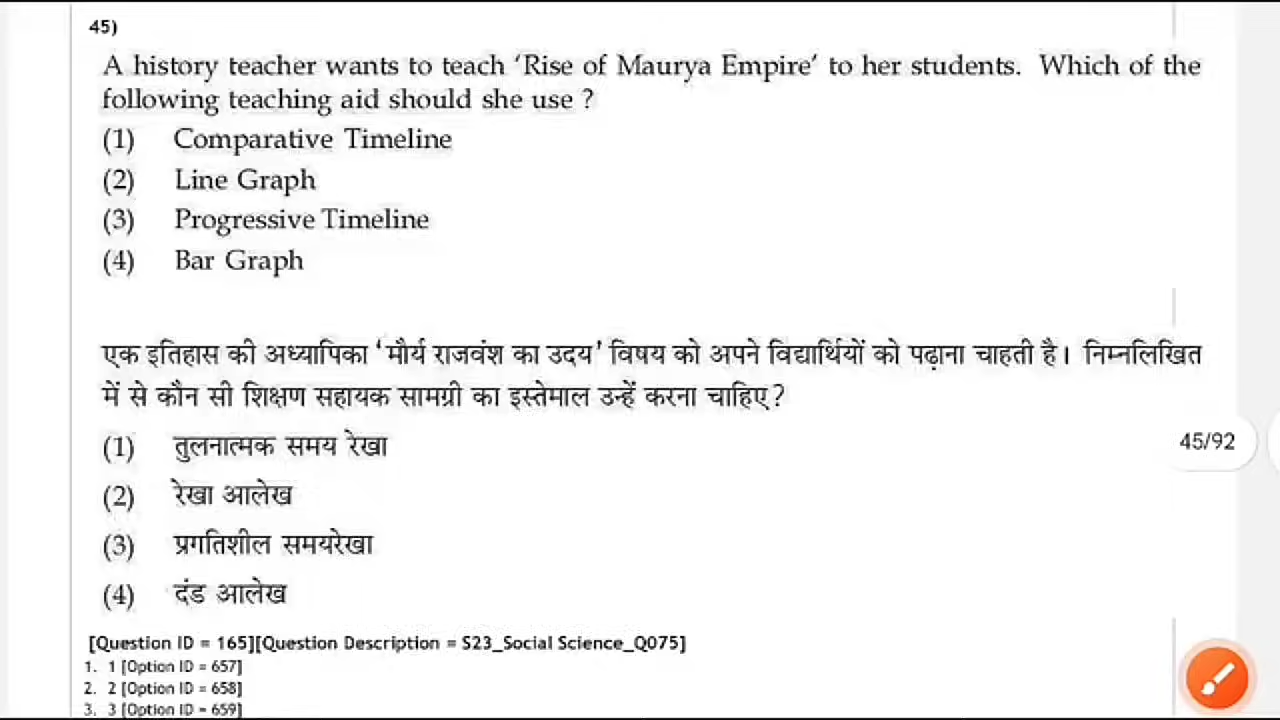 45)
A history teacher wants to teach ‘Rise of Maurya Empire’ to her students. Which of the
following teaching aid should she use ?
(1) Comparative Timeline
(2) Line Graph
(3) Progressive Timeline
(4) Bar Graph
एक इतिहास की अध्यापिका ‘मौर्य राजवंश का उदय’ विषय को अपने विद्यार्थियों को पढ़ाना चाहती है। निम्नलिखित
में से कौन सी शिक्षण सहायक सामग्री का इस्तेमाल उन्हें करना चाहिए?
(1) तुलनात्मक समय रेखा
45/92
(2) रेखा आलेख
(3) प्रगतिशील समयरेखा
(4) दंड आलेख
[Question ID = 165][Question Description = S23_Social Science_Q075]
1. 1 [Option ID = 657]
2. 2 [Option ID = 658]
3. 3 [Option ID = 659]